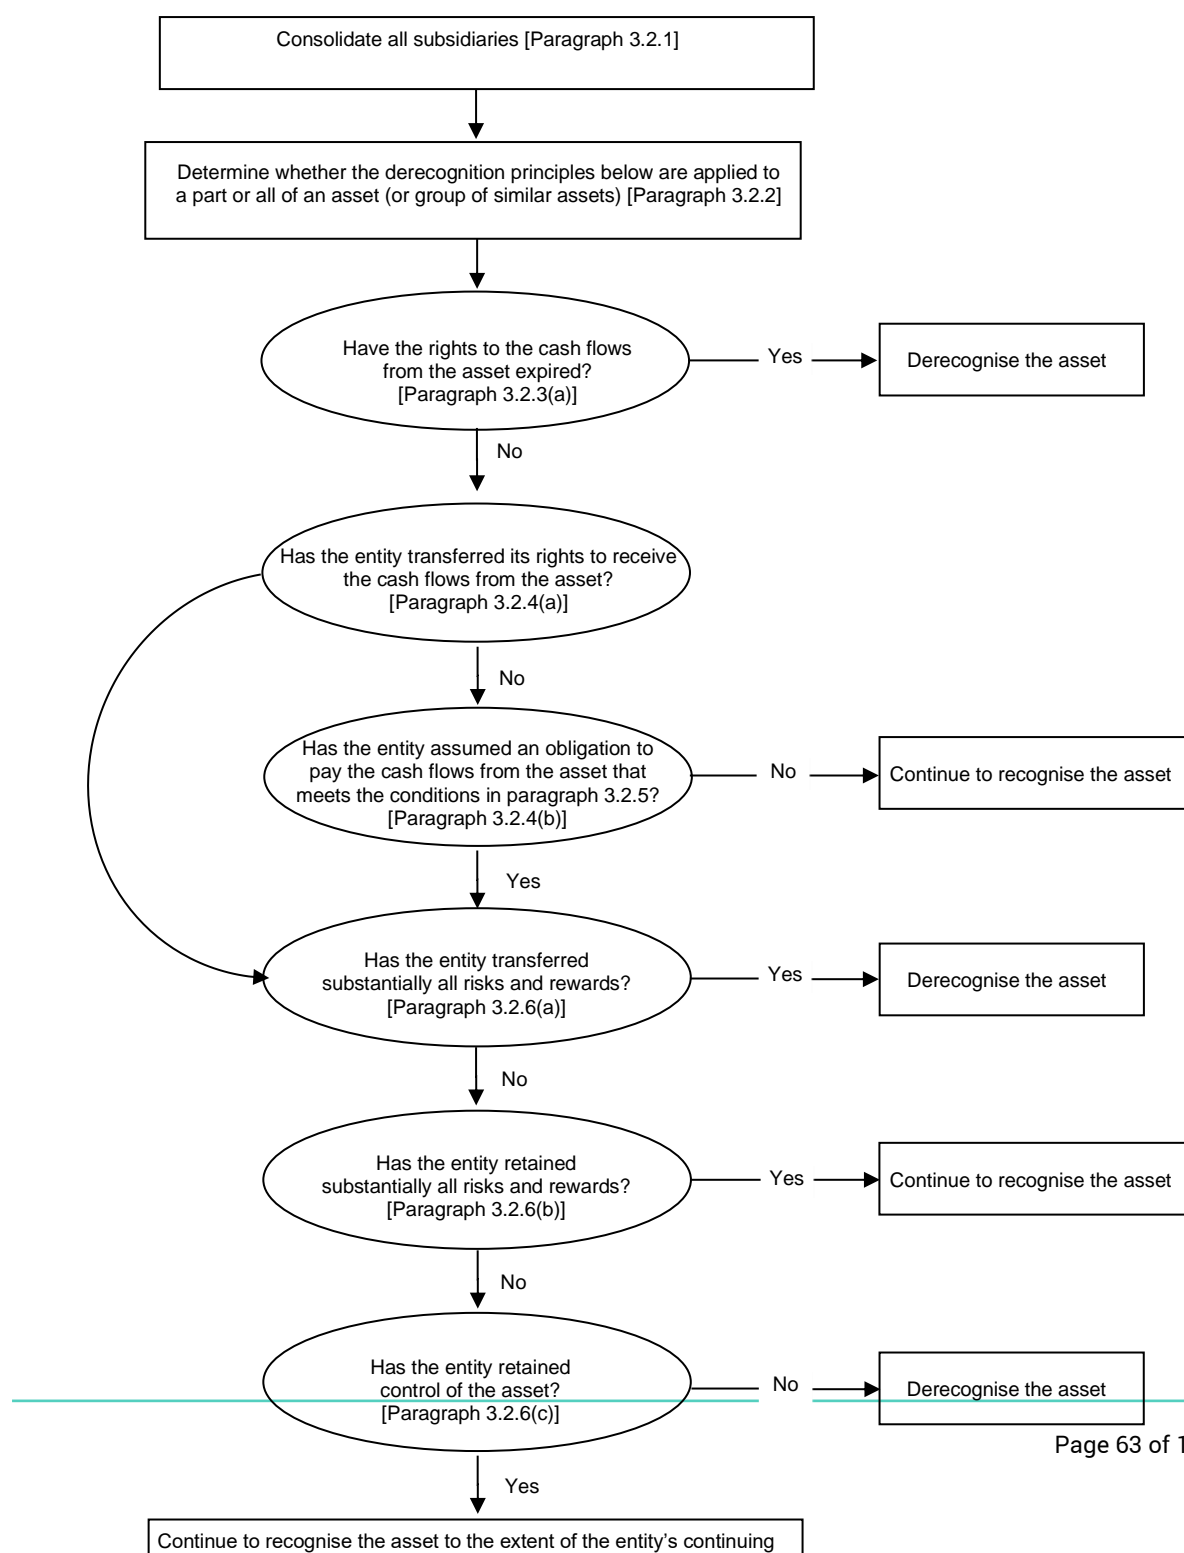 Consolidate all subsidiaries [Paragraph 3.2.1]
Determine whether the derecognition principles below are applied to
a part or all of an asset (or group of similar assets) [Paragraph 3.2.2]
Have the rights to the cash flows
from the asset expired?
[Paragraph 3.2.3(a)]
Yes
Derecognise the asset
No
Has the entity transferred its rights to receive
the cash flows from the asset?
[Paragraph 3.2.4(a)]
No
Has the entity assumed an obligation to
pay the cash flows from the asset that
meets the conditions in paragraph 3.2.5?
[Paragraph 3.2.4(b)]
No
Continue to recognise the asset
Yes
Has the entity transferred
substantially all risks and rewards?
[Paragraph 3.2.6(a)]
Yes
Derecognise the asset
No
Has the entity retained
substantially all risks and rewards?
[Paragraph 3.2.6(b)]
Yes
Continue to recognise the asset
No
Has the entity retained
control of the asset?
[Paragraph 3.2.6(c)]
No
Derecognise the asset
Page 63 of 1
Yes
Continue to recognise the asset to the extent of the entity's continuing